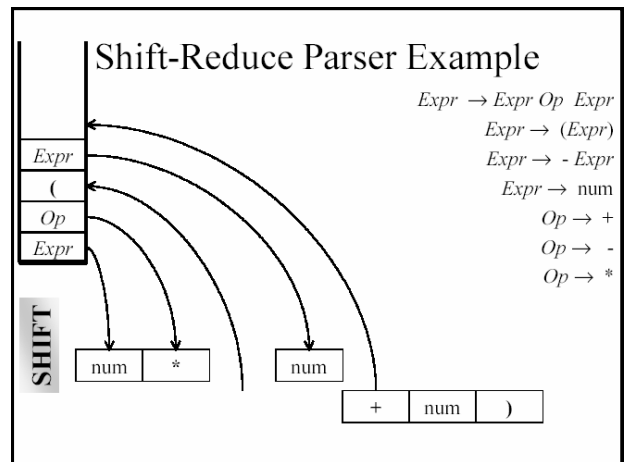 Shift-Reduce Parser Example
Expr → Expr Op Expr
Expr → (Expr)
Expr → - Expr
Expr → num
Op → +
Op → -
Op → *
Expr
(
Op
Expr
SHIFT
num *
num
+ num )